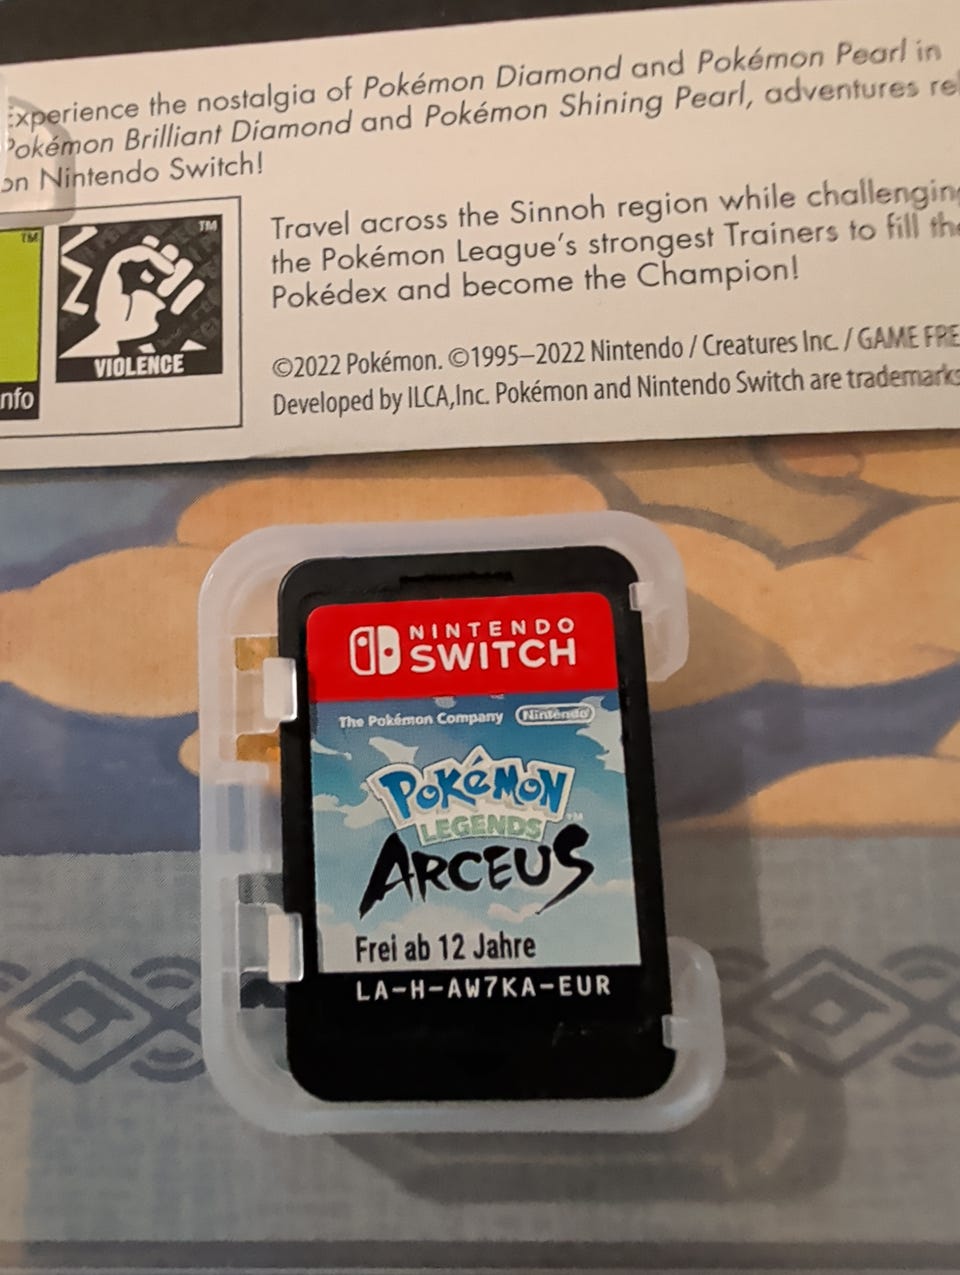 Experience the nostalgia of Pokémon Diamond and Pokémon Pearl in
Pokémon Brilliant Diamond and Pokémon Shining Pearl, adventures
on Nintendo Switch!
TM
nfo
TM
VIOLENCE
Travel across the Sinnoh region while challenging
the Pokémon League's strongest Trainers to fill the
Pokédex and become the Champion!
©2022 Pokémon. ©1995–2022 Nintendo / Creatures Inc. / GAME FRE
Developed by ILCA,Inc. Pokémon and Nintendo Switch are trademarks
NINTENDO
SWITCH
The Pokémon Company Nintendo
POKÉMON
LEGENDS TM
ARCEUS
Frei ab 12 Jahre
LA-H-AW7KA-EUR